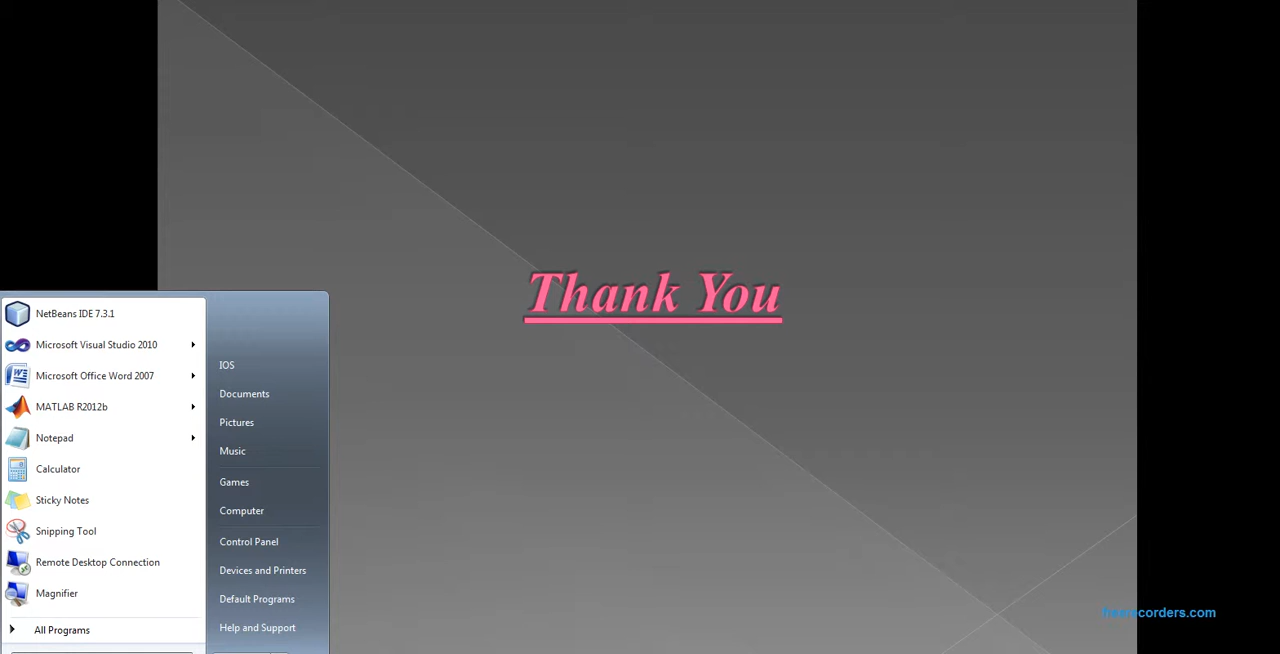 Thank You
NetBeans IDE 7.3.1
Microsoft Visual Studio 2010
Microsoft Office Word 2007
MATLAB R2012b
Notepad
Calculator
Sticky Notes
Snipping Tool
Remote Desktop Connection
Magnifier
All Programs
IOS
Documents
Pictures
Music
Games
Computer
Control Panel
Devices and Printers
Default Programs
Help and Support